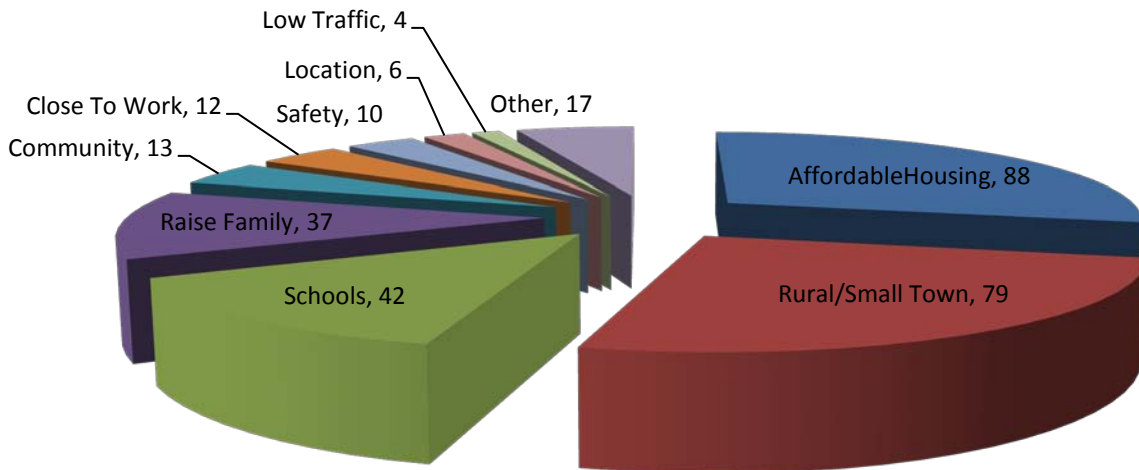 Low Traffic, 4
Location, 6
Other, 17
Close To Work, 12
Safety, 10
Community, 13
AffordableHousing, 88
Raise Family, 37
Schools, 42
Rural/Small Town, 79